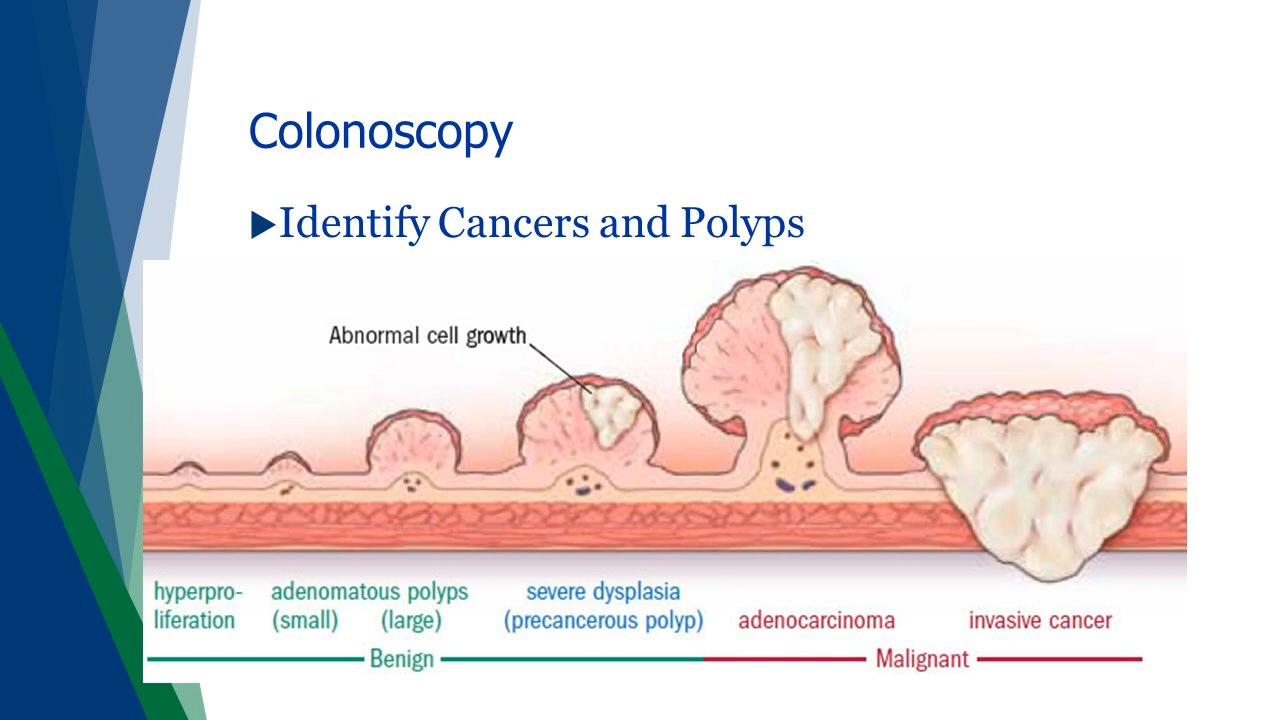 Colonoscopy
Identify Cancers and Polyps
Abnormal cell growth
hyperpro-
liferation
adenomatous polyps
(small) (large)
severe dysplasia
(precancerous polyp)
adenocarcinoma
invasive cancer
Benign
Malignant